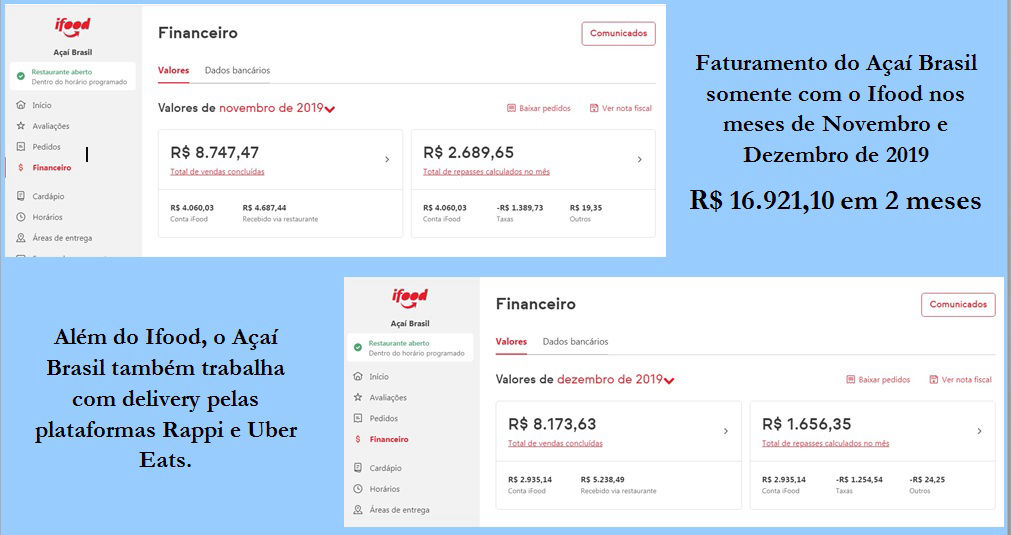 ifood
Açaí Brasil
Restaurante aberto
Dentro do horário programado
Início
Avaliações
Pedidos
Financeiro
Cardápio
Horários
Áreas de entrega
Financeiro
Comunicados
Valores Dados bancários
Valores de novembro de 2019
Baixar pedidos Ver nota fiscal
R$ 8.747,47
Total de vendas concluídas
R$ 4.060,03 R$ 4.687,44
Conta iFood Recebido via restaurante
R$ 2.689,65
Total de repasses calculados no mês
R$ 4.060,03 -R$ 1.389,73 R$ 19,35
Conta iFood Taxas Outros
Faturamento do Açaí Brasil
somente com o Ifood nos
meses de Novembro e
Dezembro de 2019
R$ 16.921,10 em 2 meses
Além do Ifood, o Açaí
Brasil também trabalha
com delivery pelas
plataformas Rappi e Uber
Eats.
ifood
Açaí Brasil
Restaurante aberto
Dentro do horário programado
Início
Avaliações
Pedidos
Financeiro
Cardápio
Horários
Áreas de entrega
Financeiro
Comunicados
Valores Dados bancários
Valores de dezembro de 2019
Baixar pedidos Ver nota fiscal
R$ 8.173,63
Total de vendas concluídas
R$ 2.935,14 R$ 5.238,49
Conta iFood Recebido via restaurante
R$ 1.656,35
Total de repasses calculados no mês
R$ 2.935,14 -R$ 1.254,54 -R$ 24,25
Conta iFood Taxas Outros